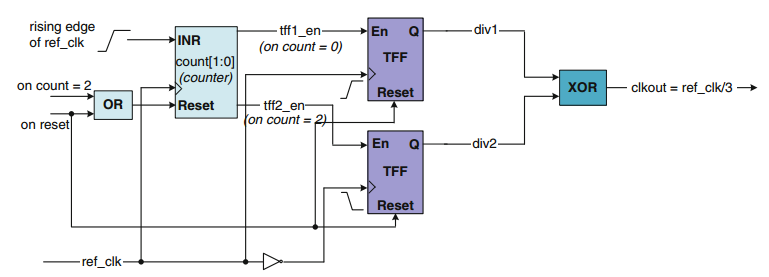 rising edge
of ref_clk
INR
count[1:0]
(counter)
Reset
on count = 2
OR
on reset
tff1_en
(on count = 0)
tff2_en
(on count = 2)
En Q
TFF
Reset
En Q
TFF
Reset
div1
div2
XOR
clkout = ref_clk/3
ref_clk